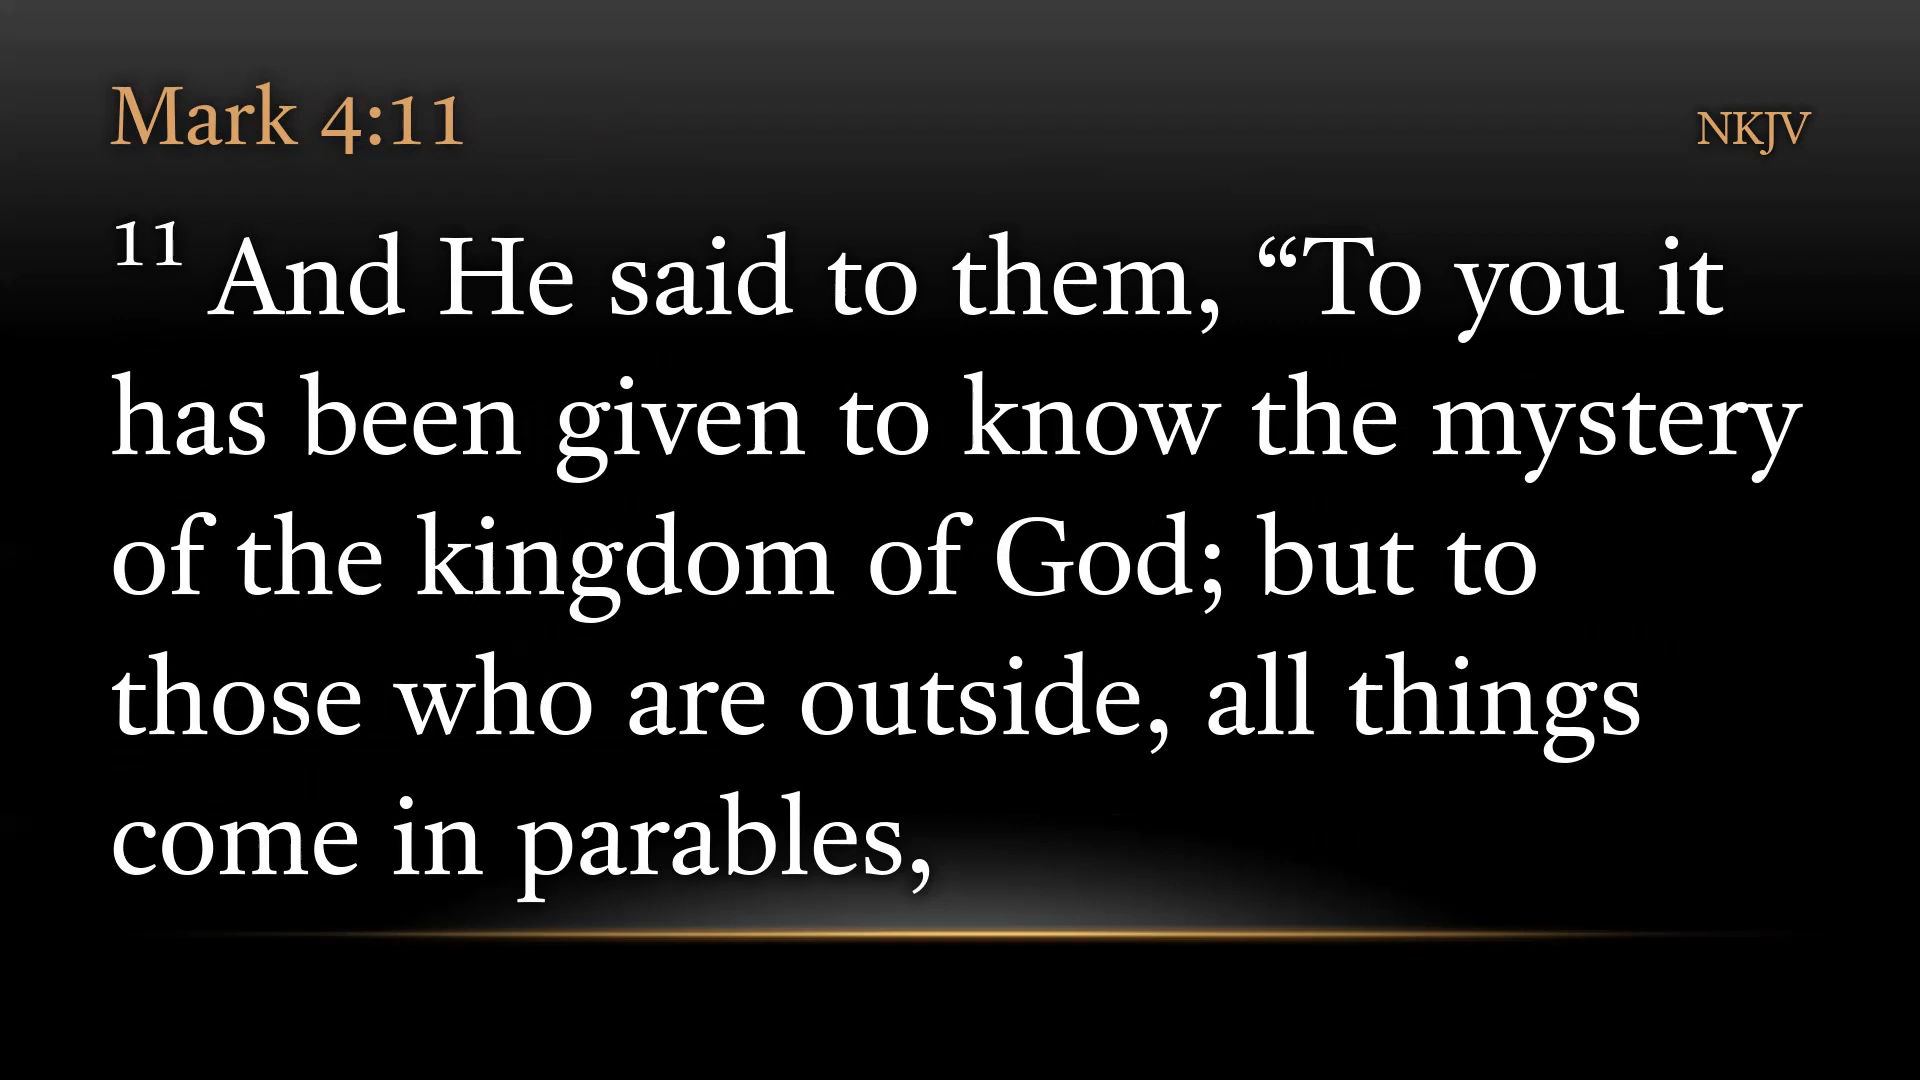 Mark 4:11 NKJV
11 And He said to them, “To you it
has been given to know the mystery
of the kingdom of God; but to
those who are outside, all things
come in parables,